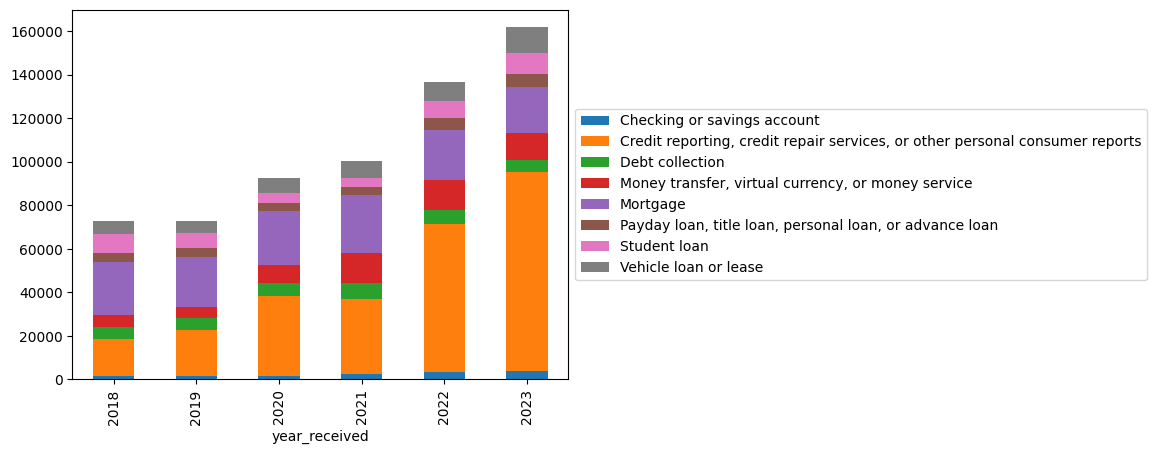 160000
140000
120000
100000
80000
60000
40000
20000
0
2018
2019
2020
2021
2022
2023
year_received
Checking or savings account
Credit reporting, credit repair services, or other personal consumer reports
Debt collection
Money transfer, virtual currency, or money service
Mortgage
Payday loan, title loan, personal loan, or advance loan
Student loan
Vehicle loan or lease